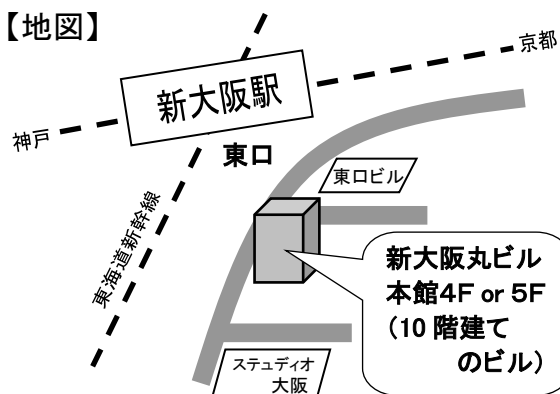 【地図】
京都
新大阪駅
神戸
東口
東口ビル
東海道新幹線
新大阪丸ビル
本館4F or 5F
(10 階建て
のビル)
ステュディオ
大阪